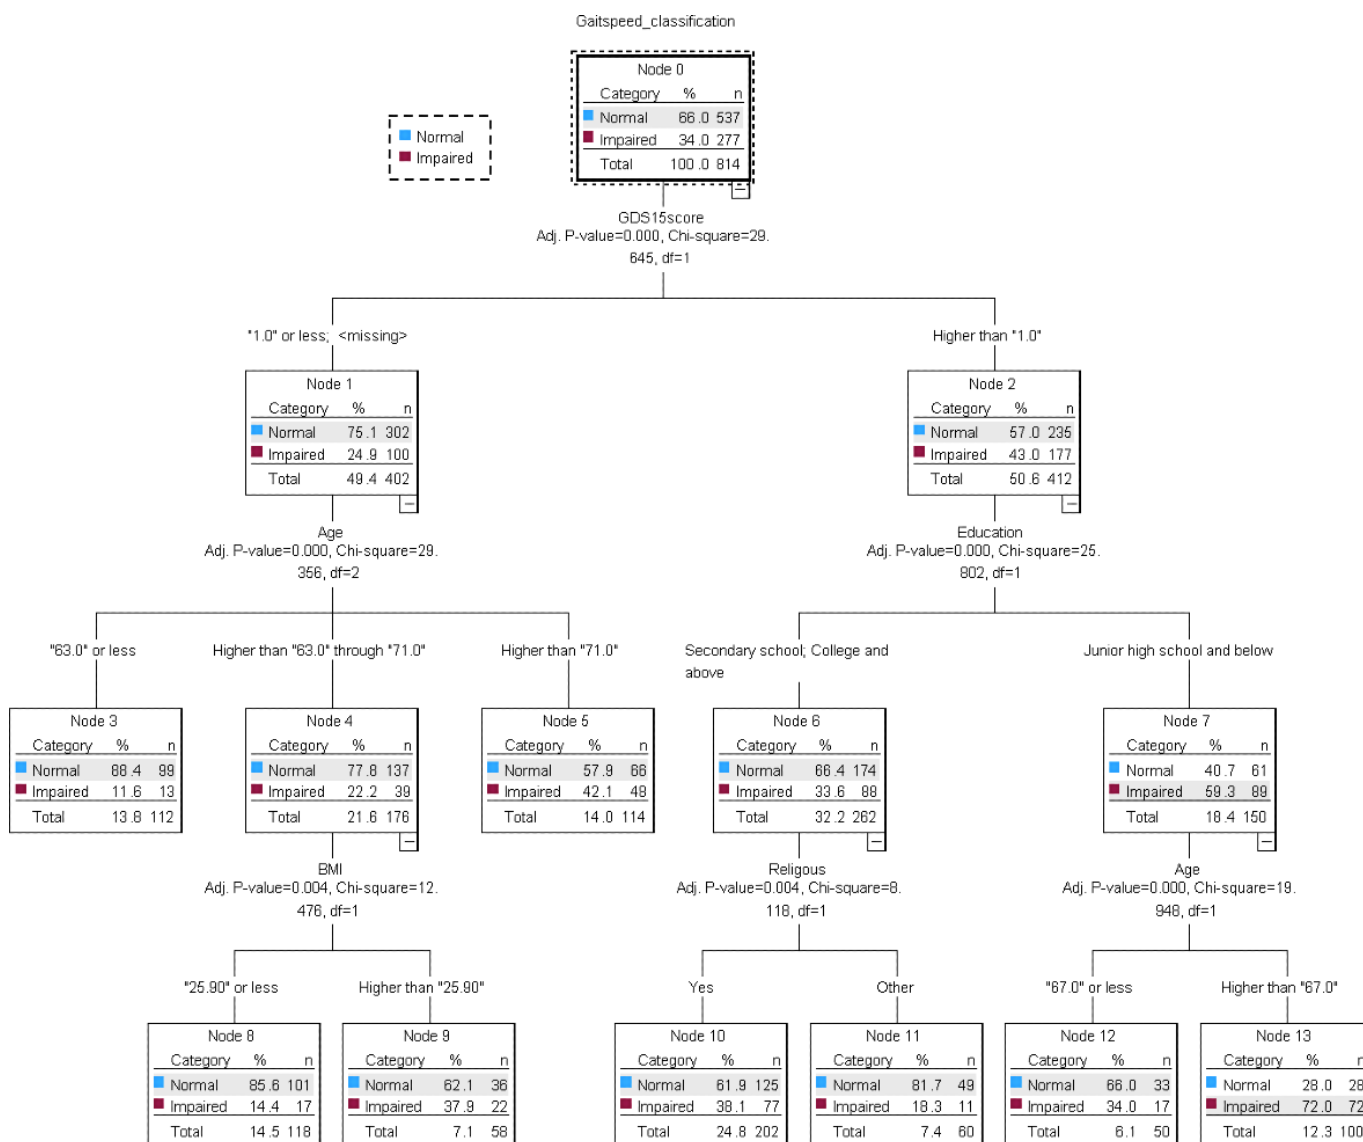 Gaitspeed_classification
Node 0
Category % n
Normal 66.0 537
Impaired 34.0 277
Total 100.0 814
Normal
Impaired
GDS15score
Adj. P-value=0.000, Chi-square=29.
645, df=1
"1.0" or less; <missing>
Higher than "1.0"
Node 1
Category % n
Normal 75.1 302
Impaired 24.9 100
Total 49.4 402
Node 2
Category % n
Normal 57.0 235
Impaired 43.0 177
Total 50.6 412
Age
Adj. P-value=0.000, Chi-square=29.
356, df=2
Education
Adj. P-value=0.000, Chi-square=25.
802, df=1
"63.0" or less
Higher than "63.0" through "71.0"
Higher than "71.0"
Secondary school; College and
above
Junior high school and below
Node 3
Category % n
Normal 88.4 99
Impaired 11.6 13
Total 13.8 112
Node 4
Category % n
Normal 77.8 137
Impaired 22.2 39
Total 21.6 176
Node 5
Category % n
Normal 57.9 66
Impaired 42.1 48
Total 14.0 114
Node 6
Category % n
Normal 66.4 174
Impaired 33.6 88
Total 32.2 262
Node 7
Category % n
Normal 40.7 61
Impaired 59.3 89
Total 18.4 150
BMI
Adj. P-value=0.004, Chi-square=12.
476, df=1
Religous
Adj. P-value=0.004, Chi-square=8.
118, df=1
Age
Adj. P-value=0.000, Chi-square=19.
948, df=1
"25.90" or less
Higher than "25.90"
Yes
Other
"67.0" or less
Higher than "67.0"
Node 8
Category % n
Normal 85.6 101
Impaired 14.4 17
Total 14.5 118
Node 9
Category % n
Normal 62.1 36
Impaired 37.9 22
Total 7.1 58
Node 10
Category % n
Normal 61.9 125
Impaired 38.1 77
Total 24.8 202
Node 11
Category % n
Normal 81.7 49
Impaired 18.3 11
Total 7.4 60
Node 12
Category % n
Normal 66.0 33
Impaired 34.0 17
Total 6.1 50
Node 13
Category % n
Normal 28.0 28
Impaired 72.0 72
Total 12.3 100